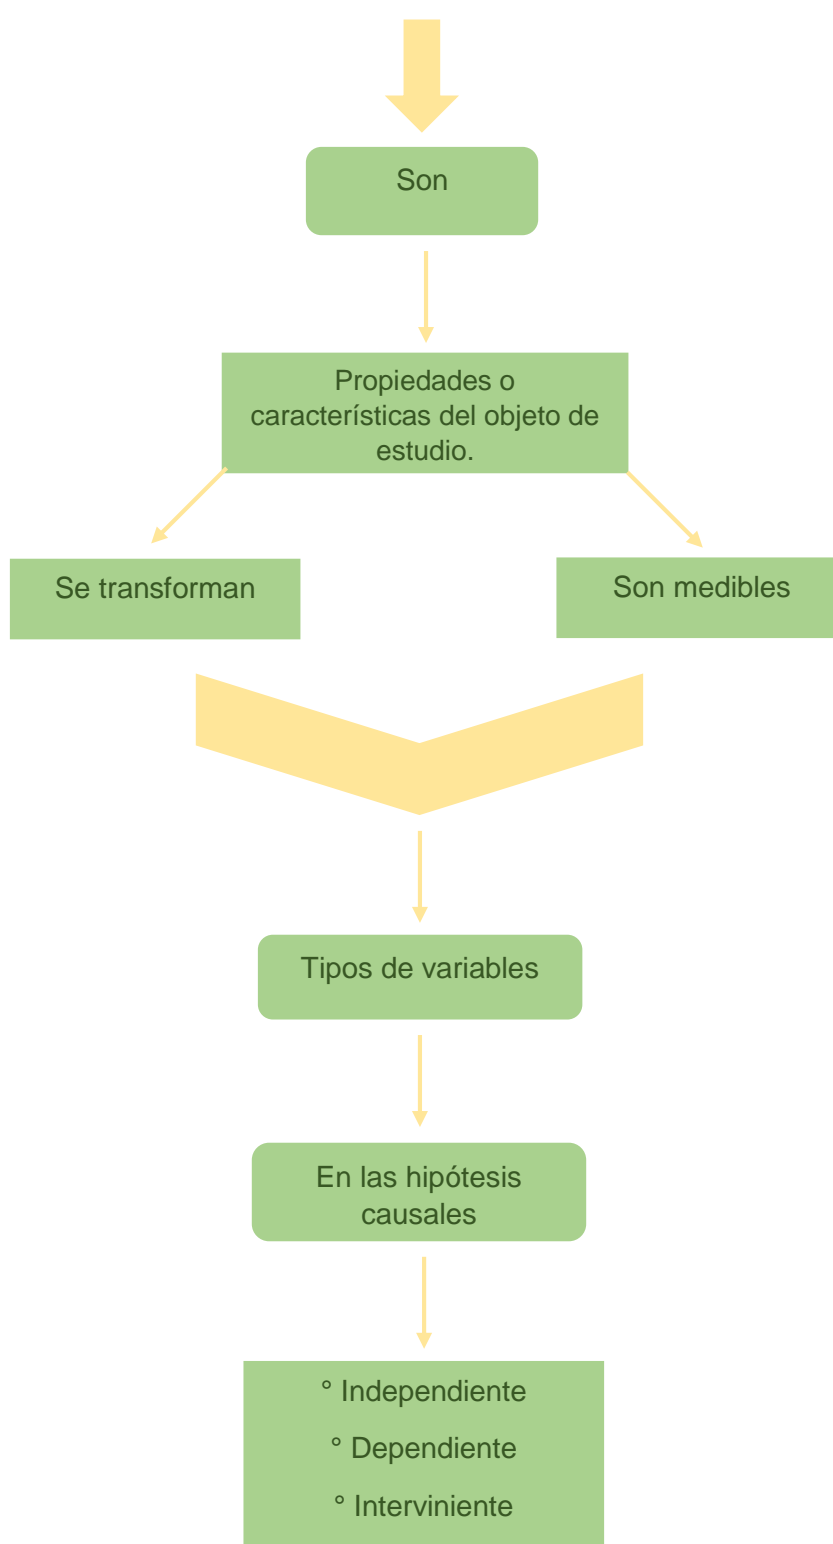 Son
Propiedades o
características del objeto de
estudio.
Se transforman
Son medibles
Tipos de variables
En las hipótesis
causales
° Independiente
° Dependiente
° Interviniente